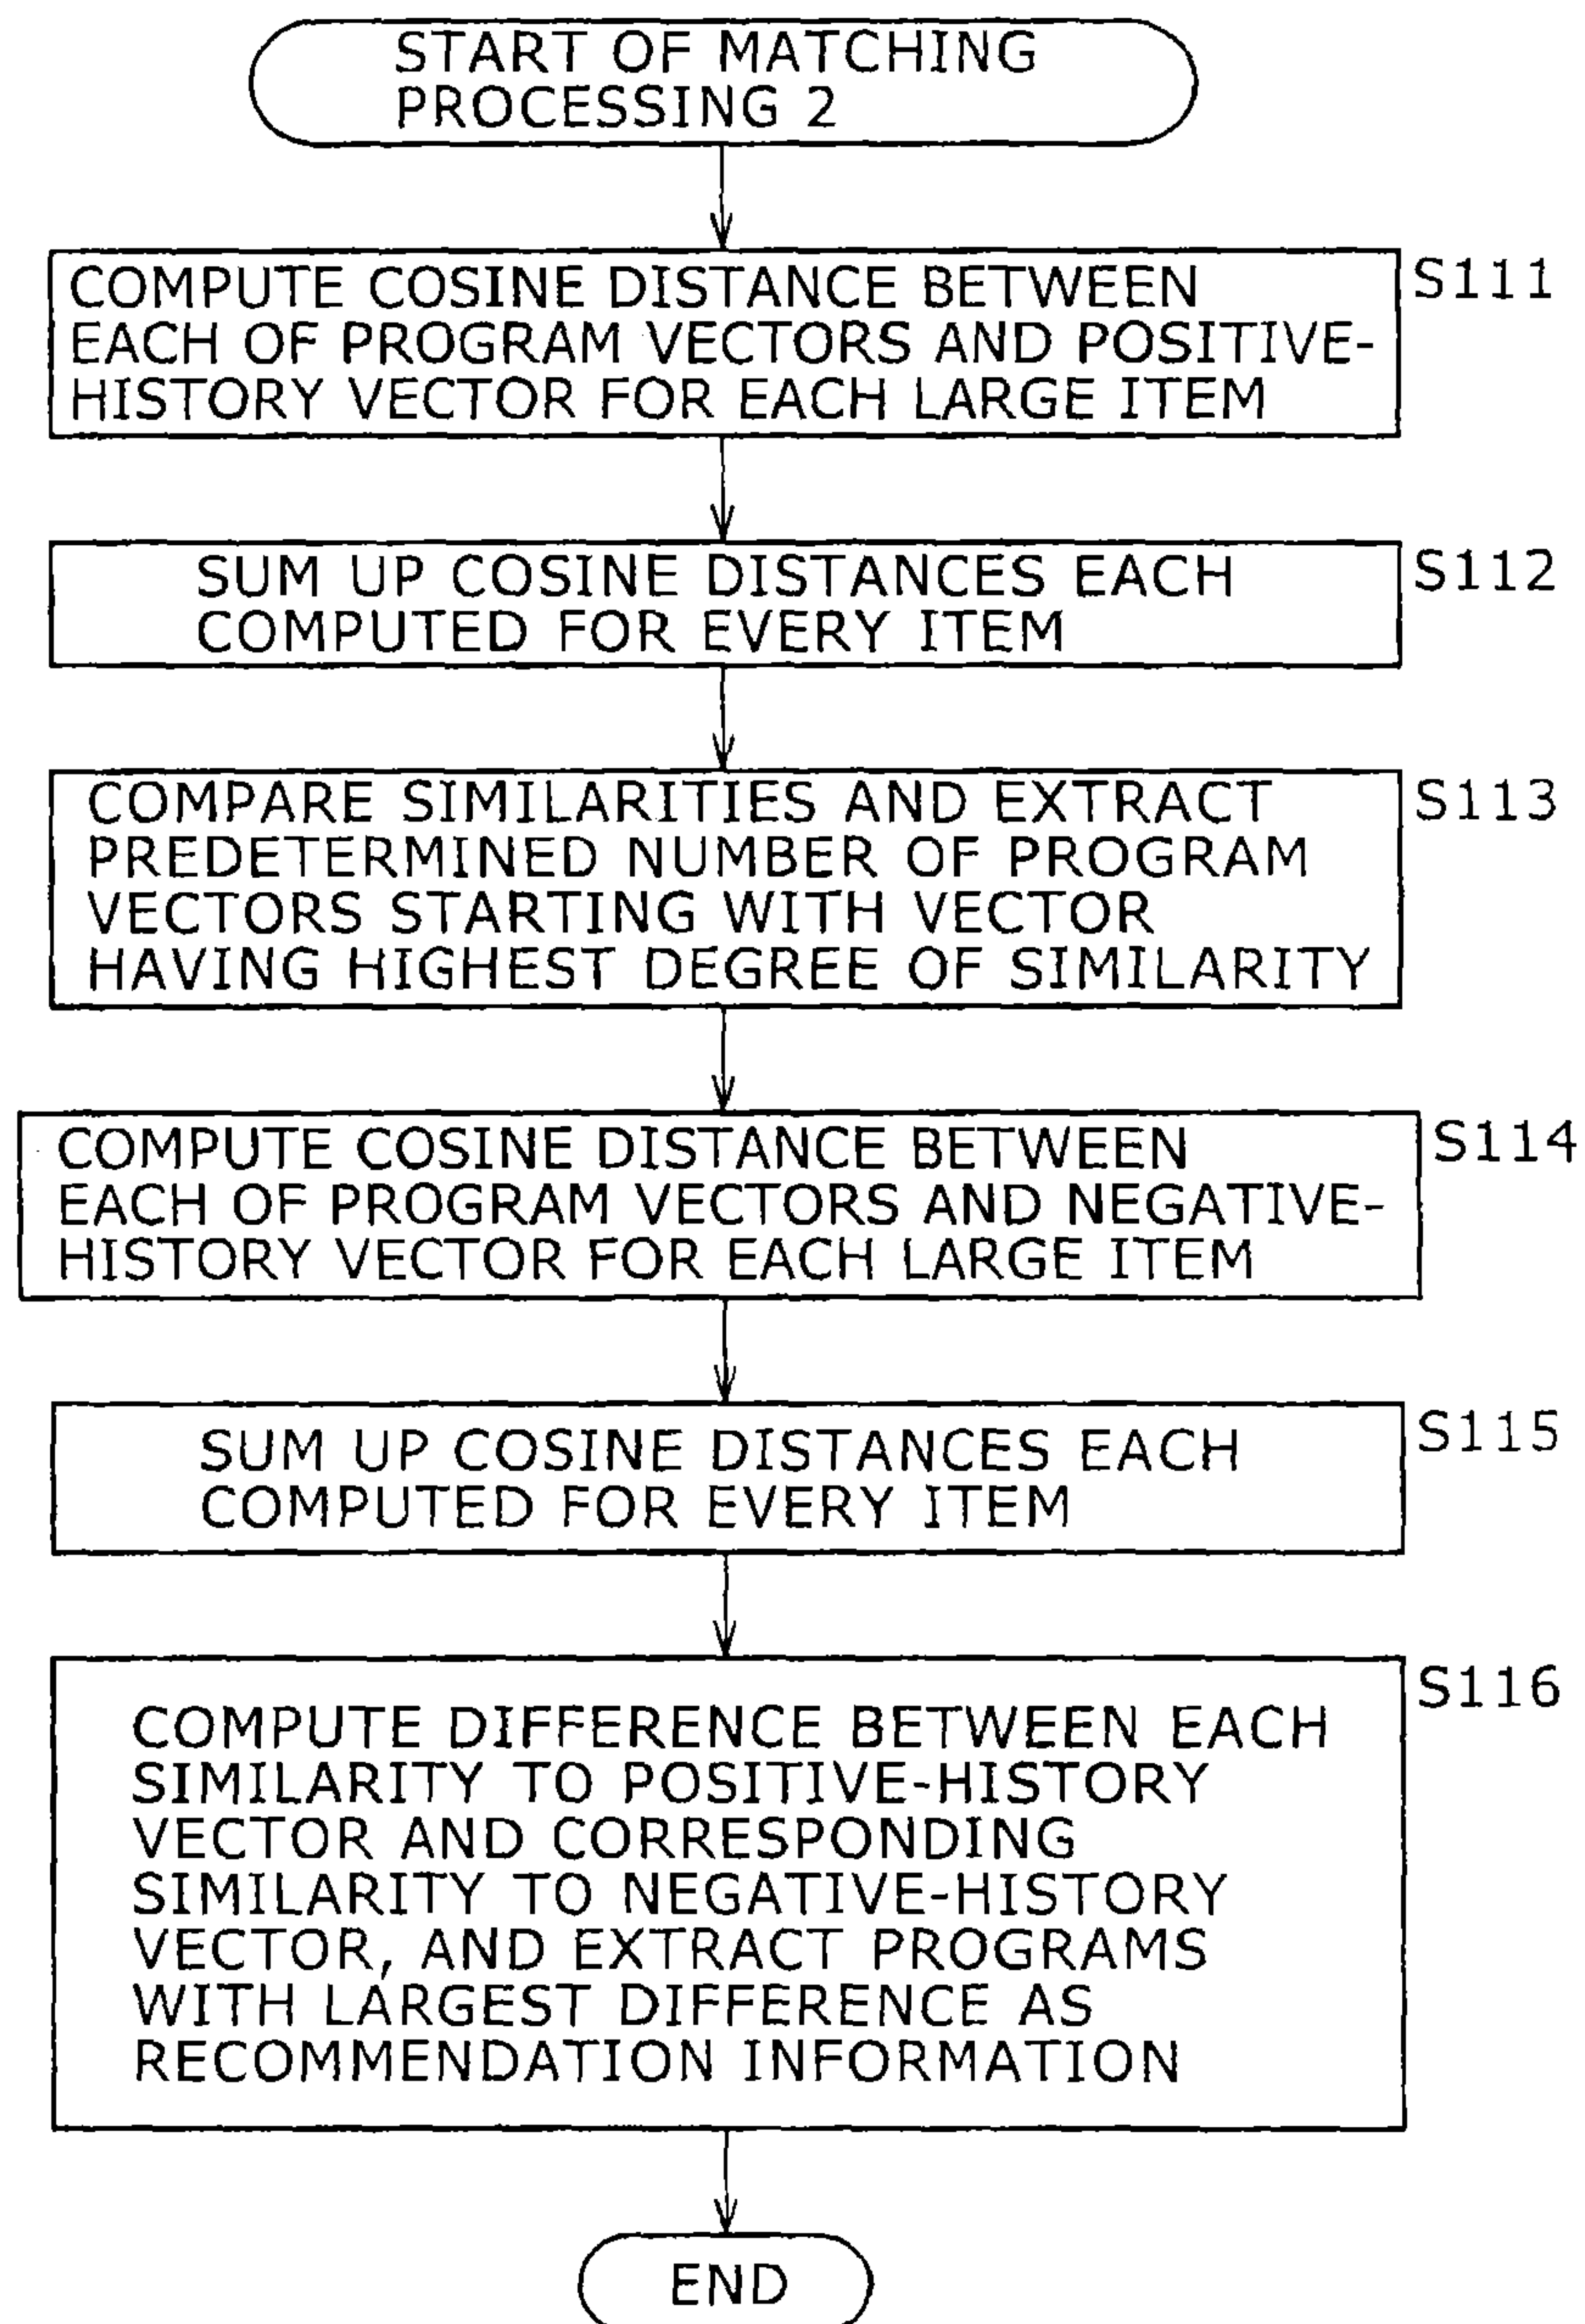 START OF MATCHING
PROCESSING 2
COMPUTE COSINE DISTANCE BETWEEN
EACH OF PROGRAM VECTORS AND POSITIVE-
HISTORY VECTOR FOR EACH LARGE ITEM
S111
SUM UP COSINE DISTANCES EACH
COMPUTED FOR EVERY ITEM
S112
COMPARE SIMILARITIES AND EXTRACT
PREDETERMINED NUMBER OF PROGRAM
VECTORS STARTING WITH VECTOR
HAVING HIGHEST DEGREE OF SIMILARITY
S113
COMPUTE COSINE DISTANCE BETWEEN
EACH OF PROGRAM VECTORS AND NEGATIVE-
HISTORY VECTOR FOR EACH LARGE ITEM
S114
SUM UP COSINE DISTANCES EACH
COMPUTED FOR EVERY ITEM
S115
COMPUTE DIFFERENCE BETWEEN EACH
SIMILARITY TO POSITIVE-HISTORY
VECTOR AND CORRESPONDING
SIMILARITY TO NEGATIVE-HISTORY
VECTOR, AND EXTRACT PROGRAMS
WITH LARGEST DIFFERENCE AS
RECOMMENDATION INFORMATION
S116
END